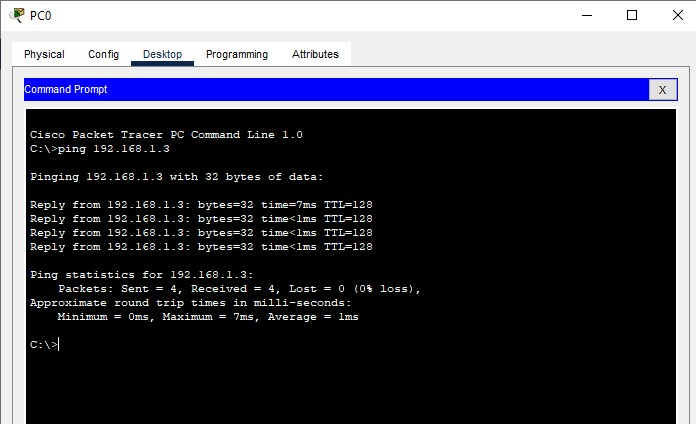 PC0
Physical Config Desktop Programming Attributes
Command Prompt
X
Cisco Packet Tracer PC Command Line 1.0
C:\>ping 192.168.1.3
Pinging 192.168.1.3 with 32 bytes of data:
Reply from 192.168.1.3: bytes=32 time=7ms TTL=128
Reply from 192.168.1.3: bytes=32 time<1ms TTL=128
Reply from 192.168.1.3: bytes=32 time<1ms TTL=128
Reply from 192.168.1.3: bytes=32 time<1ms TTL=128
Ping statistics for 192.168.1.3:
Packets: Sent = 4, Received = 4, Lost = 0 (0% loss),
Approximate round trip times in milli-seconds:
Minimum = 0ms, Maximum = 7ms, Average = 1ms
C:\>